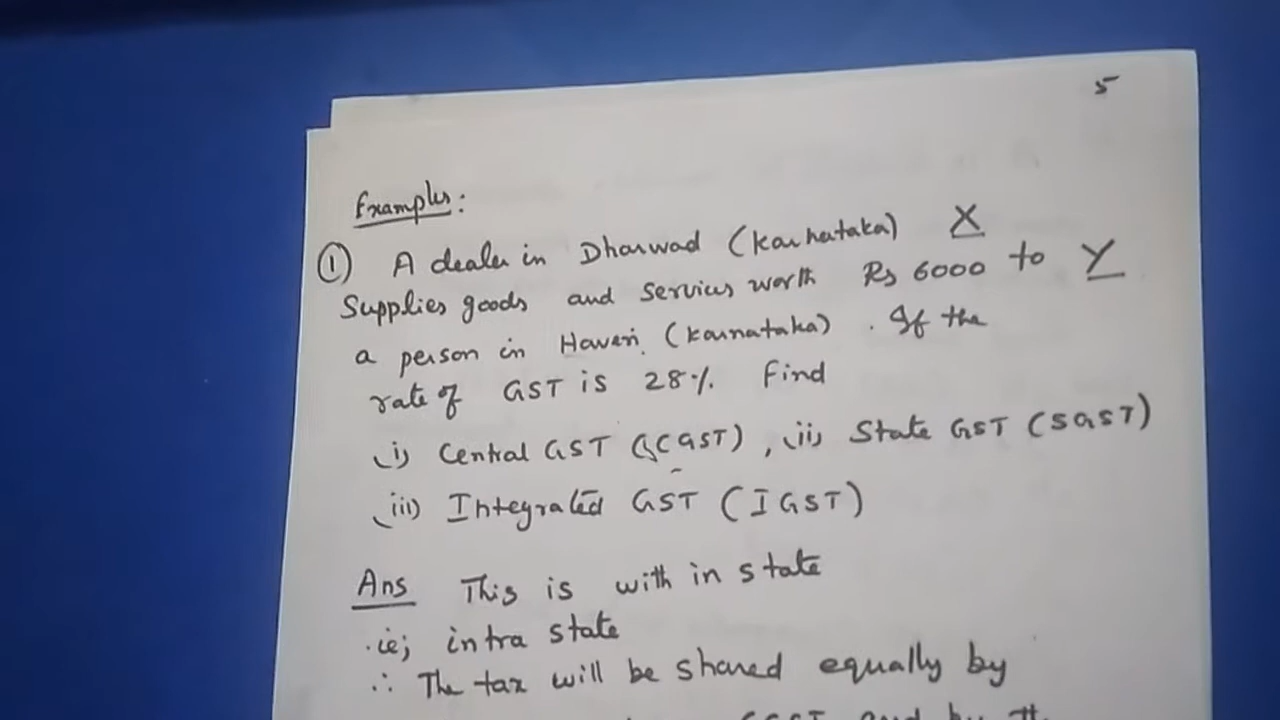 5
Examples:
① A dealer in Dharwad (Karnataka) X
Supplies goods and services worth Rs 6000 to Y
a person in Haveri (Karnataka). If the
rate of GST is 28%. Find
(i) Central GST (CGST), (ii) State GST (SGST)
(iii) Integrated GST (IGST)
Ans This is with in state
.ie; intra state
∴ The tax will be shared equally by
and by